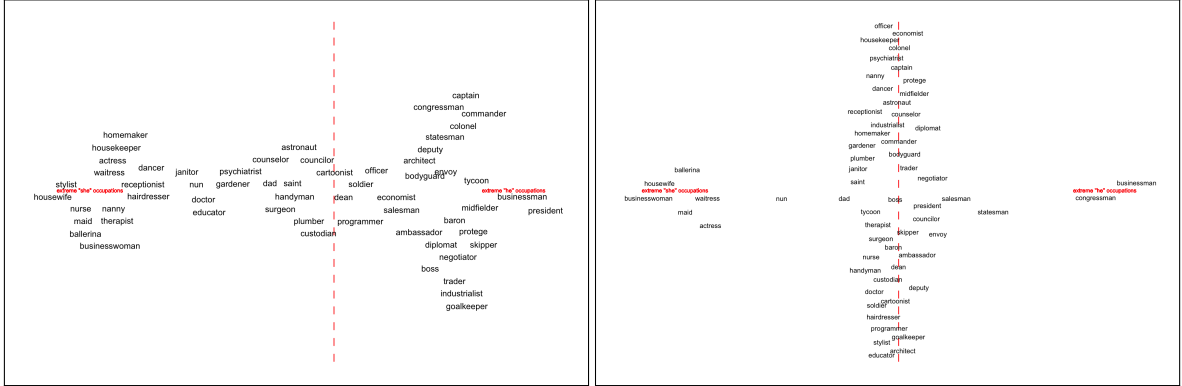 captain
congressman
commander
colonel
homemaker
statesman
housekeeper
astronaut
actress
counselor
councilor
architect
waitress
dancer
janitor
psychiatrist
cartoonist
officer
envoy
bodyguard
tycoon
stylist
receptionist
nun
gardener
dad
saint
soldier
extreme "she" occupations
extreme "he" occupations
housewife
hairdresser
doctor
handyman
dean
economist
businessman
nurse
nanny
educator
surgeon
salesman
midfielder
president
maid
therapist
plumber
programmer
baron
ballerina
custodian
ambassador
protege
businesswoman
diplomat
skipper
negotiator
boss
trader
industrialist
goalkeeper
officer
economist
housekeeper
colonel
psychiatrist
captain
nanny
protege
dancer
midfielder
astronaut
receptionist
counselor
industrialist
diplomat
homemaker
commander
gardener
bodyguard
plumber
janitor
trader
ballerina
negotiator
saint
housewife
businessman
extreme "she" occupations
extreme "he" occupations
businesswoman
waitress
nun
dad
boss
salesman
congressman
president
maid
tycoon
statesman
councilor
actress
therapist
skipper
envoy
surgeon
baron
nurse
ambassador
dean
handyman
custodian
deputy
doctor
cartoonist
soldier
hairdresser
programmer
goalkeeper
stylist
architect
educator
deputy